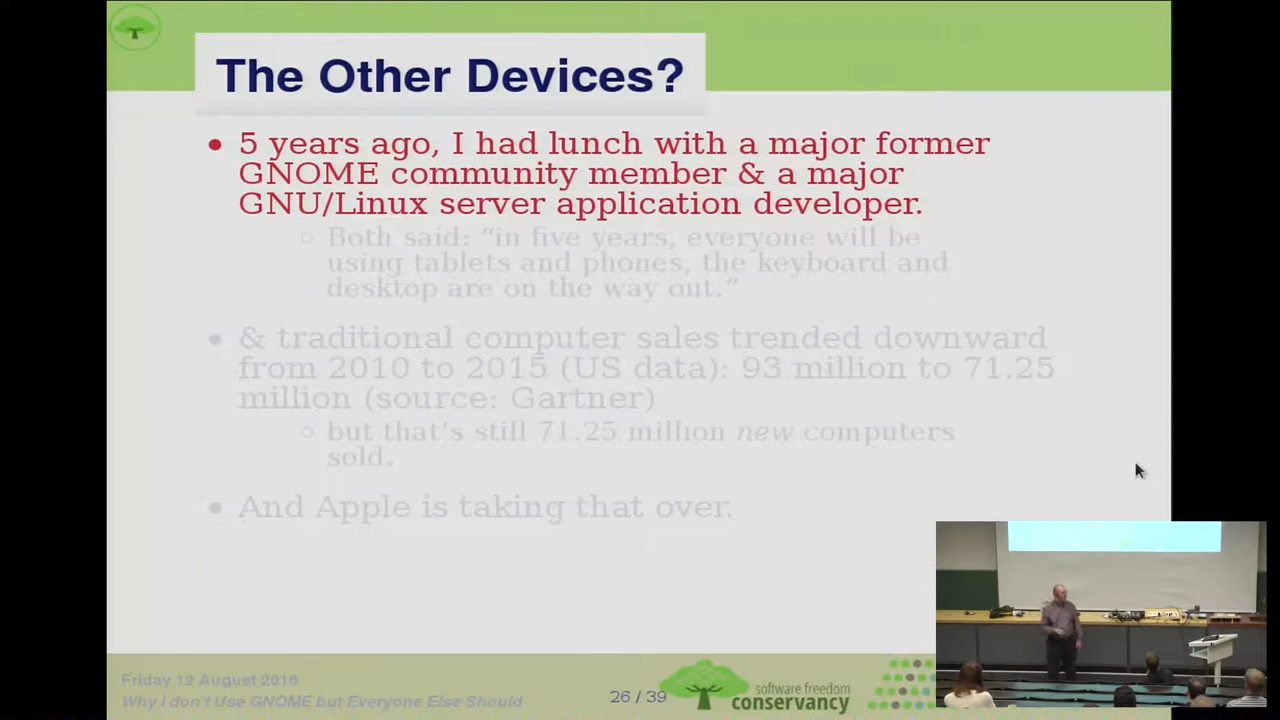 The Other Devices?
• 5 years ago, I had lunch with a major former
GNOME community member & a major
GNU/Linux server application developer.
○ Both said: “in five years, everyone will be
using tablets and phones, the keyboard and
desktop are on the way out.”
• & traditional computer sales trended downward
from 2010 to 2015 (US data): 93 million to 71.25
million (source: Gartner)
○ but that’s still 71.25 million new computers
sold.
• And Apple is taking that over.
Friday 12 August 2016
Why I don't Use GNOME but Everyone Else Should
26 / 39
software freedom
conservancy